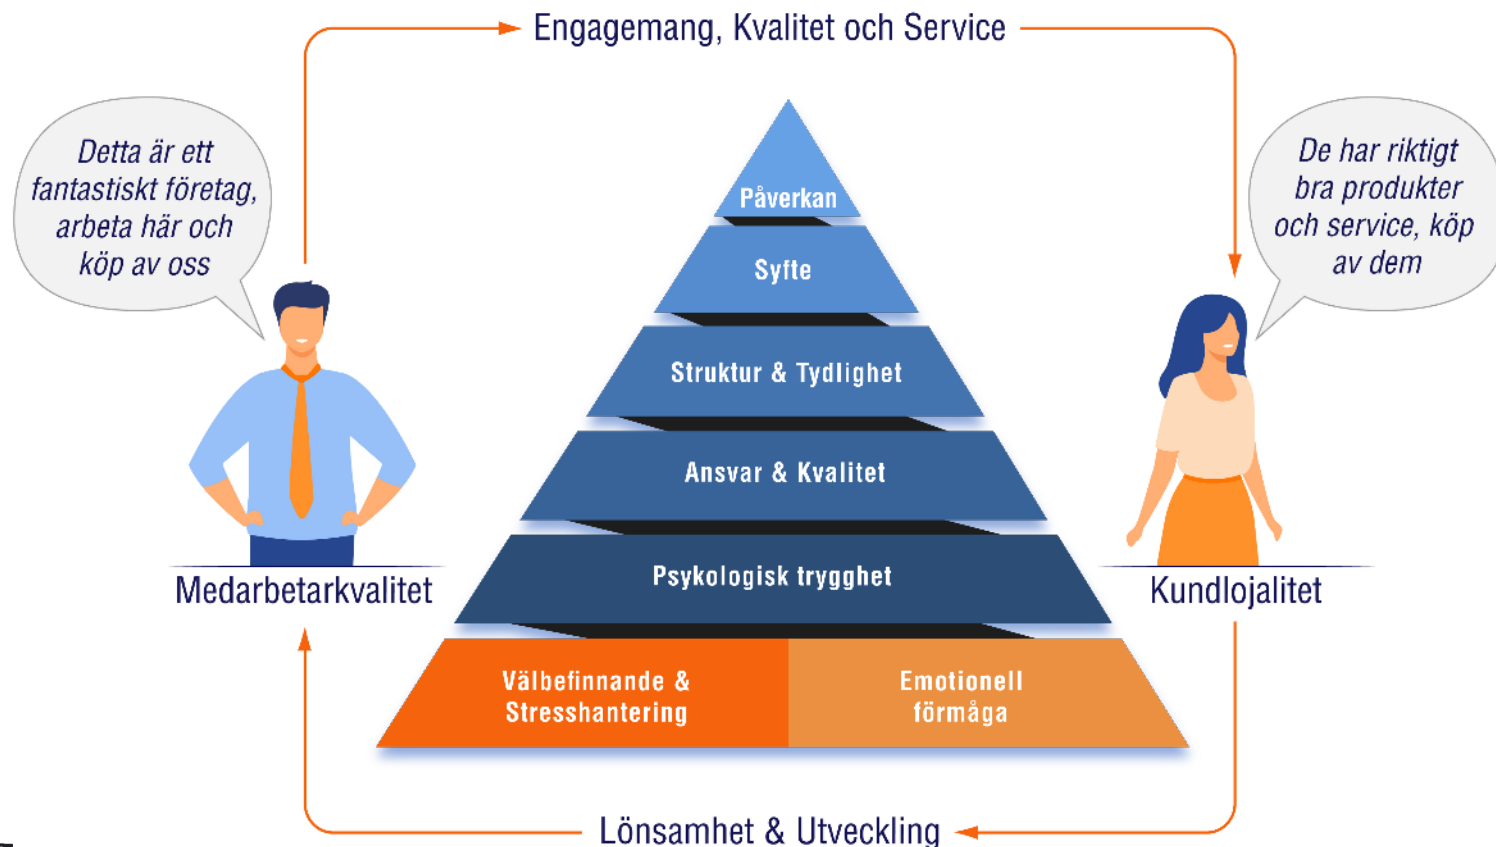 Engagemang, Kvalitet och Service
Detta är ett
fantastiskt företag,
arbeta här och
köp av oss
De har riktigt
bra produkter
och service, köp
av dem
Påverkan
Syfte
Struktur & Tydlighet
Ansvar & Kvalitet
Psykologisk trygghet
Medarbetarkvalitet
Kundlojalitet
Välbefinnande &
Stresshantering
Emotionell
förmåga
Lönsamhet & Utveckling